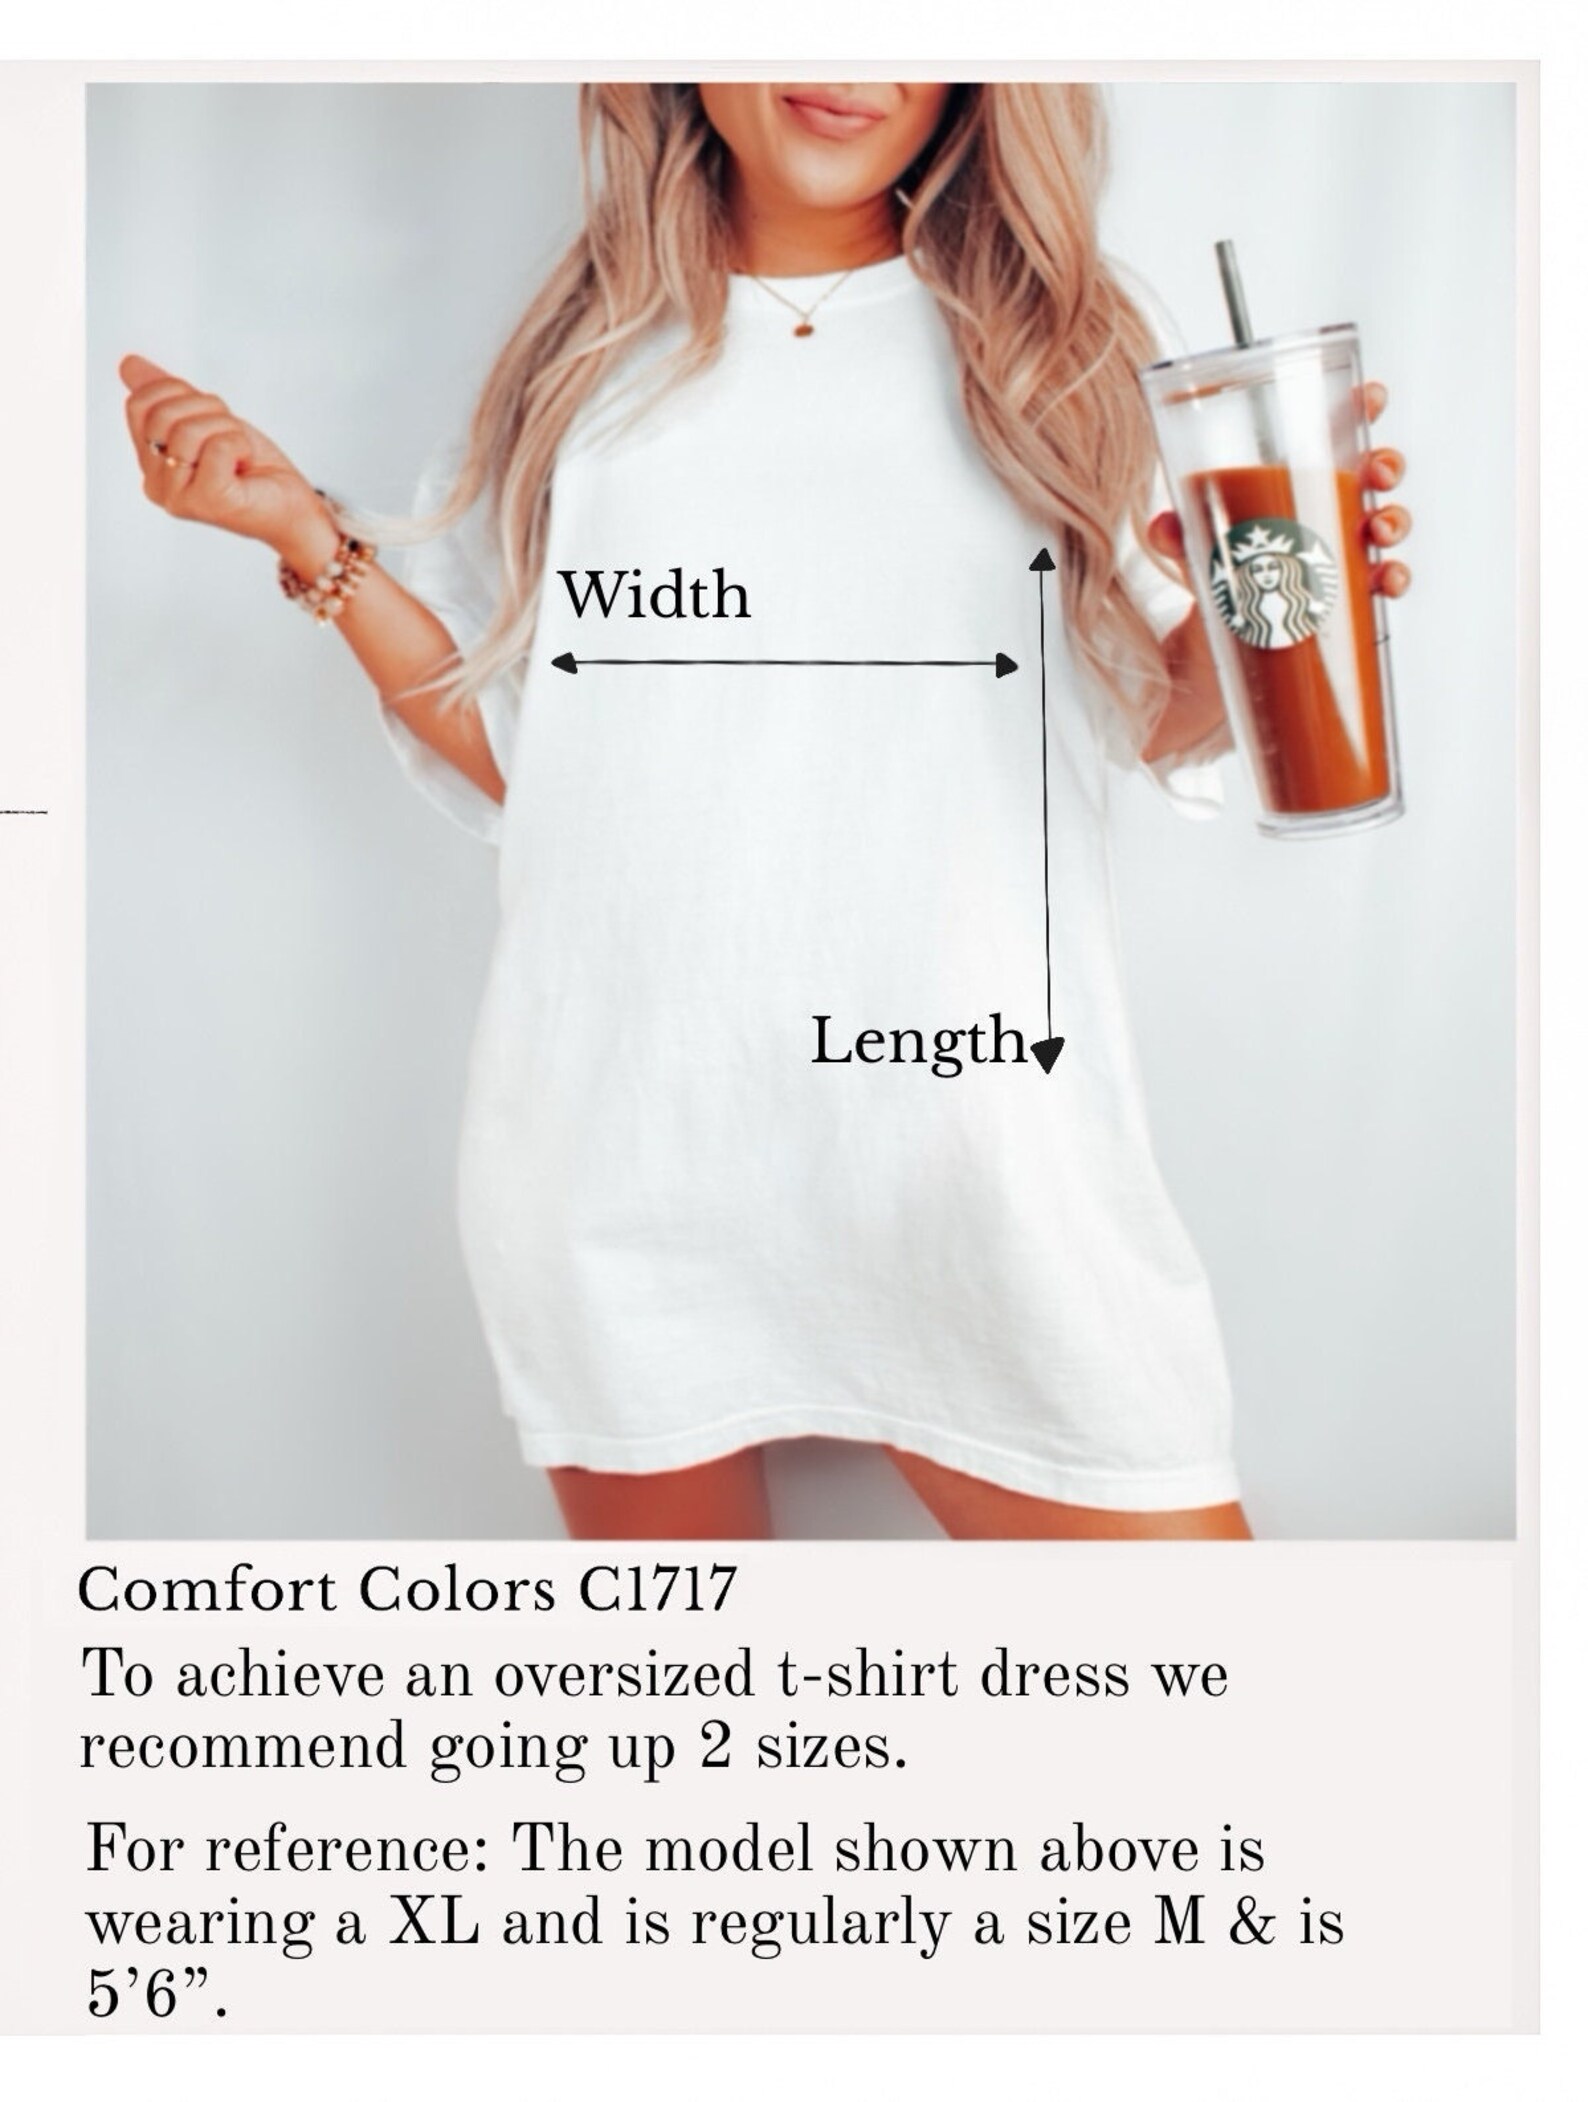 Width
Length
Comfort Colors C1717
To achieve an oversized t-shirt dress we
recommend going up 2 sizes.
For reference: The model shown above is
wearing a XL and is regularly a size M & is
5’6”.